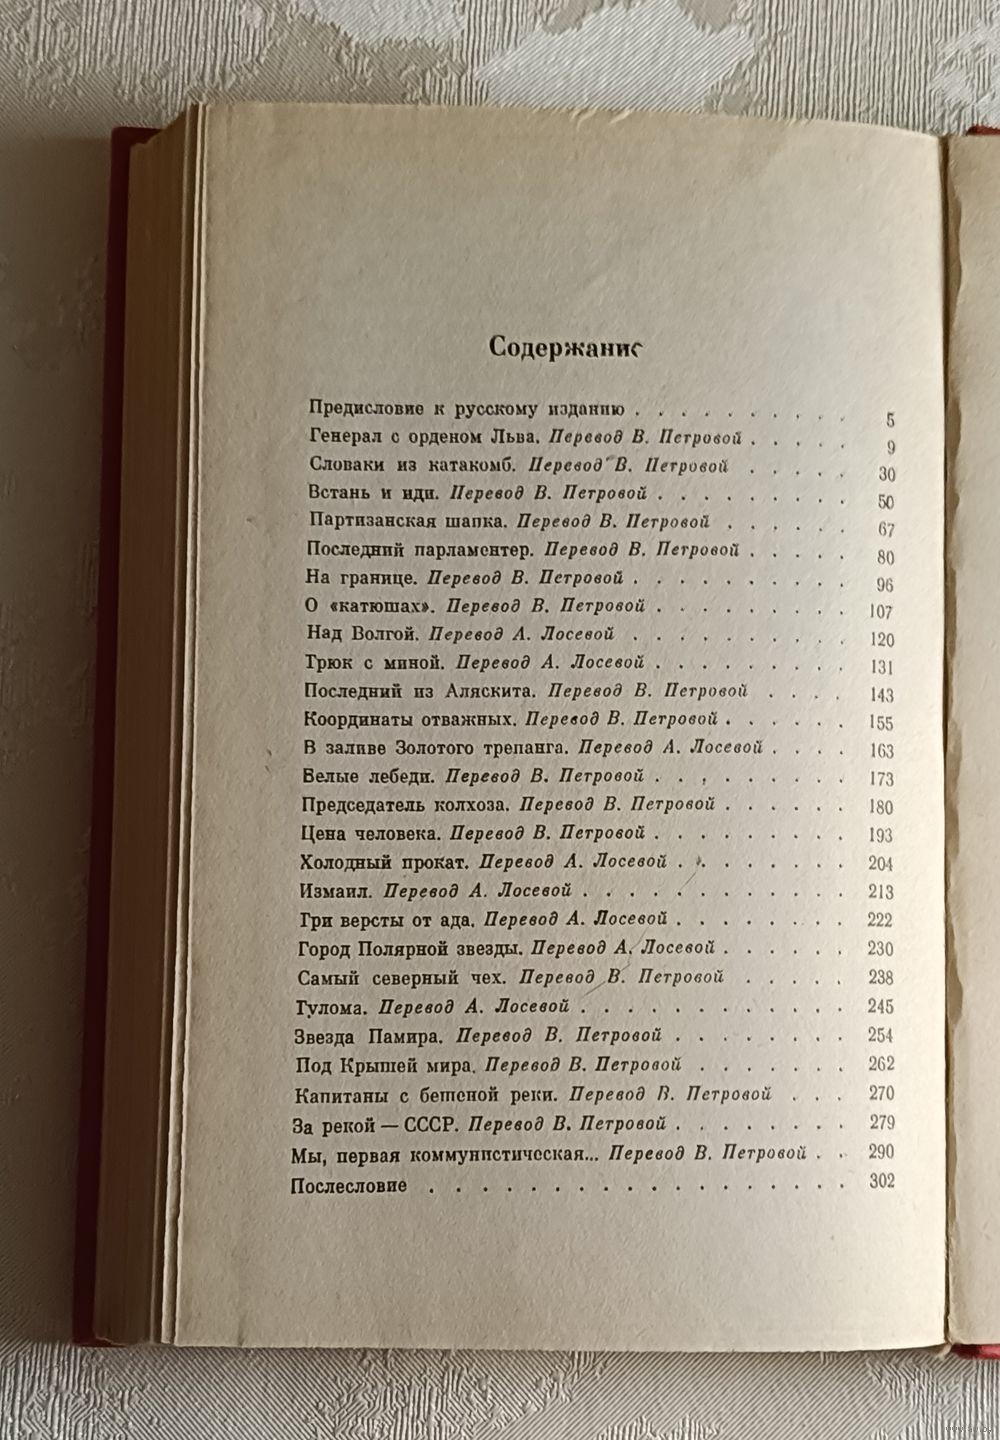 Содержание
Предисловие к русскому изданию . . . . . . . . . . 5
Генерал с орденом Льва. Перевод В. Петровой . . . . . 9
Словаки из катакомб. Перевод В. Петровой . . . . . 30
Встань и иди. Перевод В. Петровой . . . . . . . . . 50
Партизанская шапка. Перевод В. Петровой . . . . . . 67
Последний парламентер. Перевод В. Петровой . . . . . 80
На границе. Перевод В. Петровой . . . . . . . . . . 96
О «катюшах». Перевод В. Петровой . . . . . . . . . 107
Над Волгой. Перевод А. Лосевой . . . . . . . . . . 120
Трюк с миной. Перевод А. Лосевой . . . . . . . . . 131
Последний из Аляскита. Перевод В. Петровой . . . . 143
Координаты отважных. Перевод В. Петровой . . . . . . 155
В заливе Золотого трепанга. Перевод А. Лосевой . . . . 163
Белые лебеди. Перевод В. Петровой . . . . . . . . . 173
Председатель колхоза. Перевод В. Петровой . . . . . . 180
Цена человека. Перевод В. Петровой . . . . . . . . . 193
Холодный прокат. Перевод А. Лосевой . . . . . . . . 204
Измаил. Перевод А. Лосевой . . . . . . . . . . . . 213
Три версты от ада. Перевод А. Лосевой . . . . . . . . 222
Город Полярной звезды. Перевод А. Лосевой . . . . . . 230
Самый северный чех. Перевод В. Петровой . . . . . 238
Тулома. Перевод А. Лосевой . . . . . . . . . . . . 245
Звезда Памира. Перевод В. Петровой . . . . . . . . 254
Под Крышей мира. Перевод В. Петровой . . . . . . . 262
Капитаны с бешеной реки. Перевод В. Петровой . . . 270
За рекой — СССР. Перевод В. Петровой . . . . . . . . 279
Мы, первая коммунистическая... Перевод В. Петровой . . 290
Послесловие . . . . . . . . . . . . . . . . . . 302